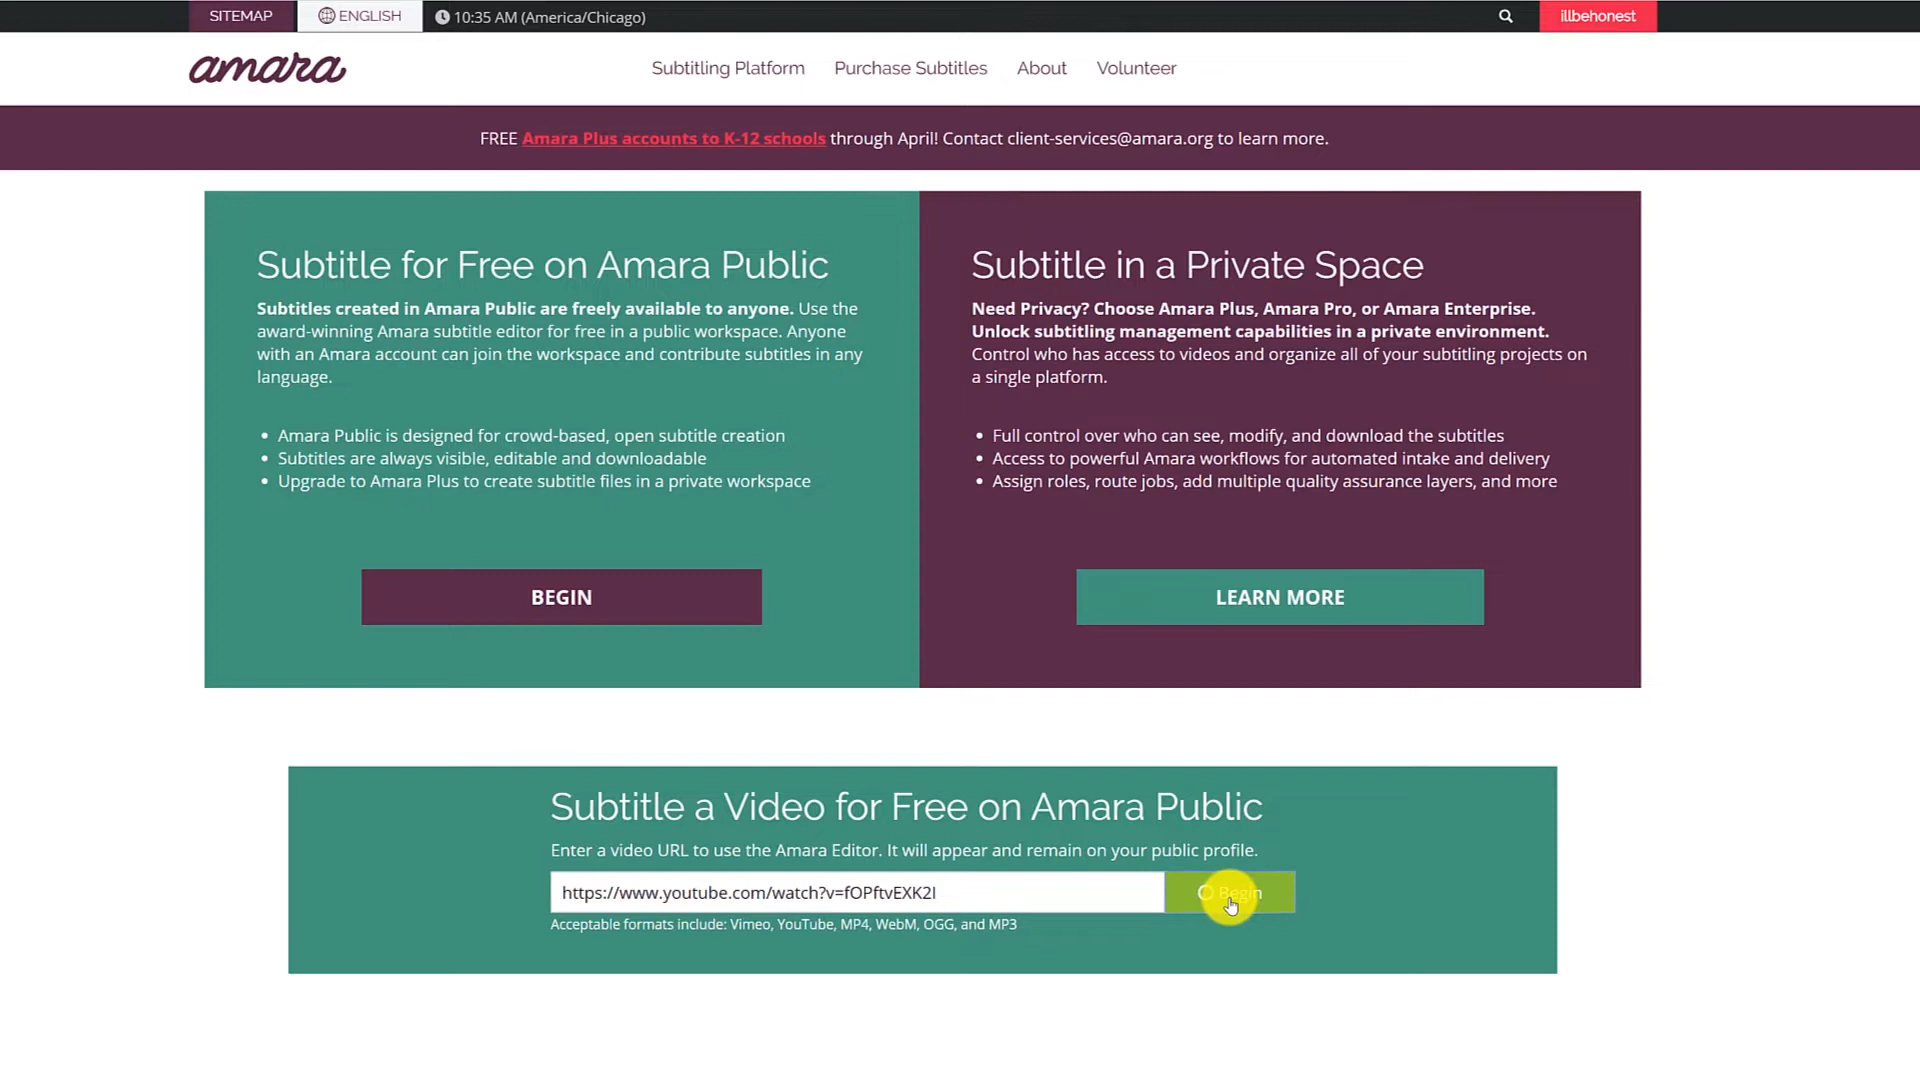 SITEMAP ENGLISH 10:35 AM (America/Chicago) illbehonest
amara Subtitling Platform Purchase Subtitles About Volunteer
FREE Amara Plus accounts to K-12 schools through April! Contact client-services@amara.org to learn more.
Subtitle for Free on Amara Public
Subtitles created in Amara Public are freely available to anyone. Use the
award-winning Amara subtitle editor for free in a public workspace. Anyone
with an Amara account can join the workspace and contribute subtitles in any
language.
• Amara Public is designed for crowd-based, open subtitle creation
• Subtitles are always visible, editable and downloadable
• Upgrade to Amara Plus to create subtitle files in a private workspace
BEGIN
Subtitle in a Private Space
Need Privacy? Choose Amara Plus, Amara Pro, or Amara Enterprise.
Unlock subtitling management capabilities in a private environment.
Control who has access to videos and organize all of your subtitling projects on
a single platform.
• Full control over who can see, modify, and download the subtitles
• Access to powerful Amara workflows for automated intake and delivery
• Assign roles, route jobs, add multiple quality assurance layers, and more
LEARN MORE
Subtitle a Video for Free on Amara Public
Enter a video URL to use the Amara Editor. It will appear and remain on your public profile.
https://www.youtube.com/watch?v=fOPftvEXK2I Begin
Acceptable formats include: Vimeo, YouTube, MP4, WebM, OGG, and MP3